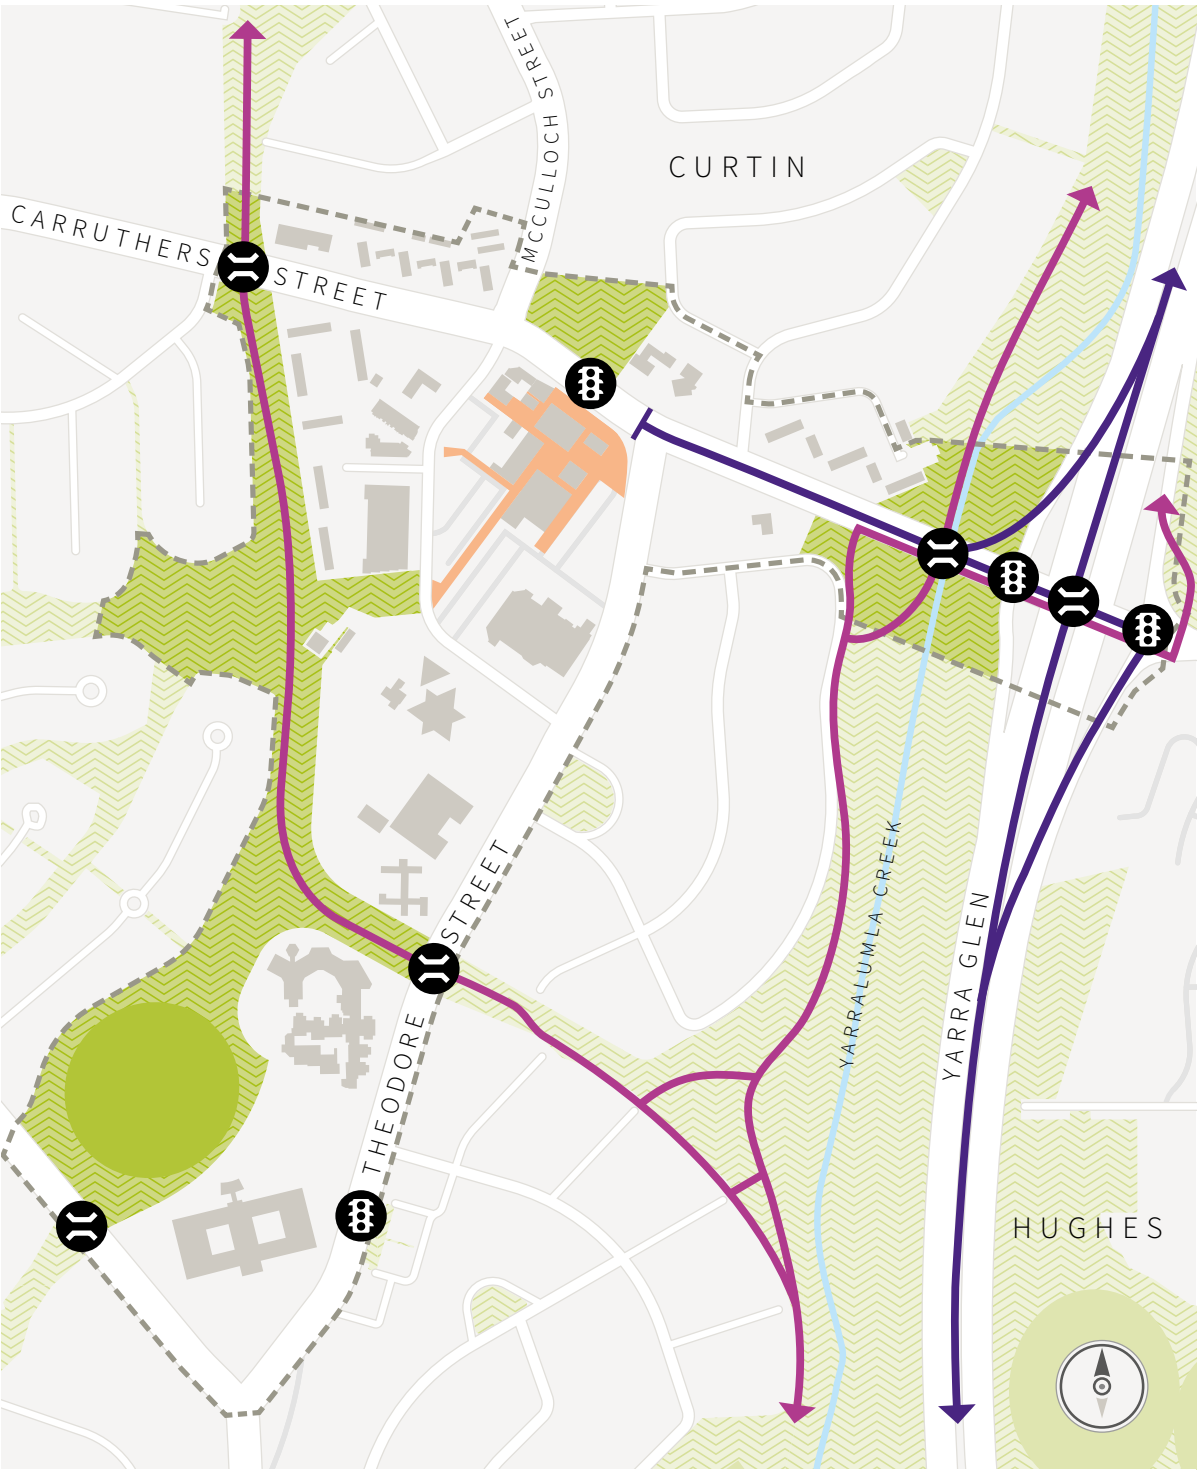 MCCULLOCH STREET
CURTIN
CARRUTHERS STREET
YARRALUMLA CREEK
THEODORE STREET
YARRA GLEN
HUGHES